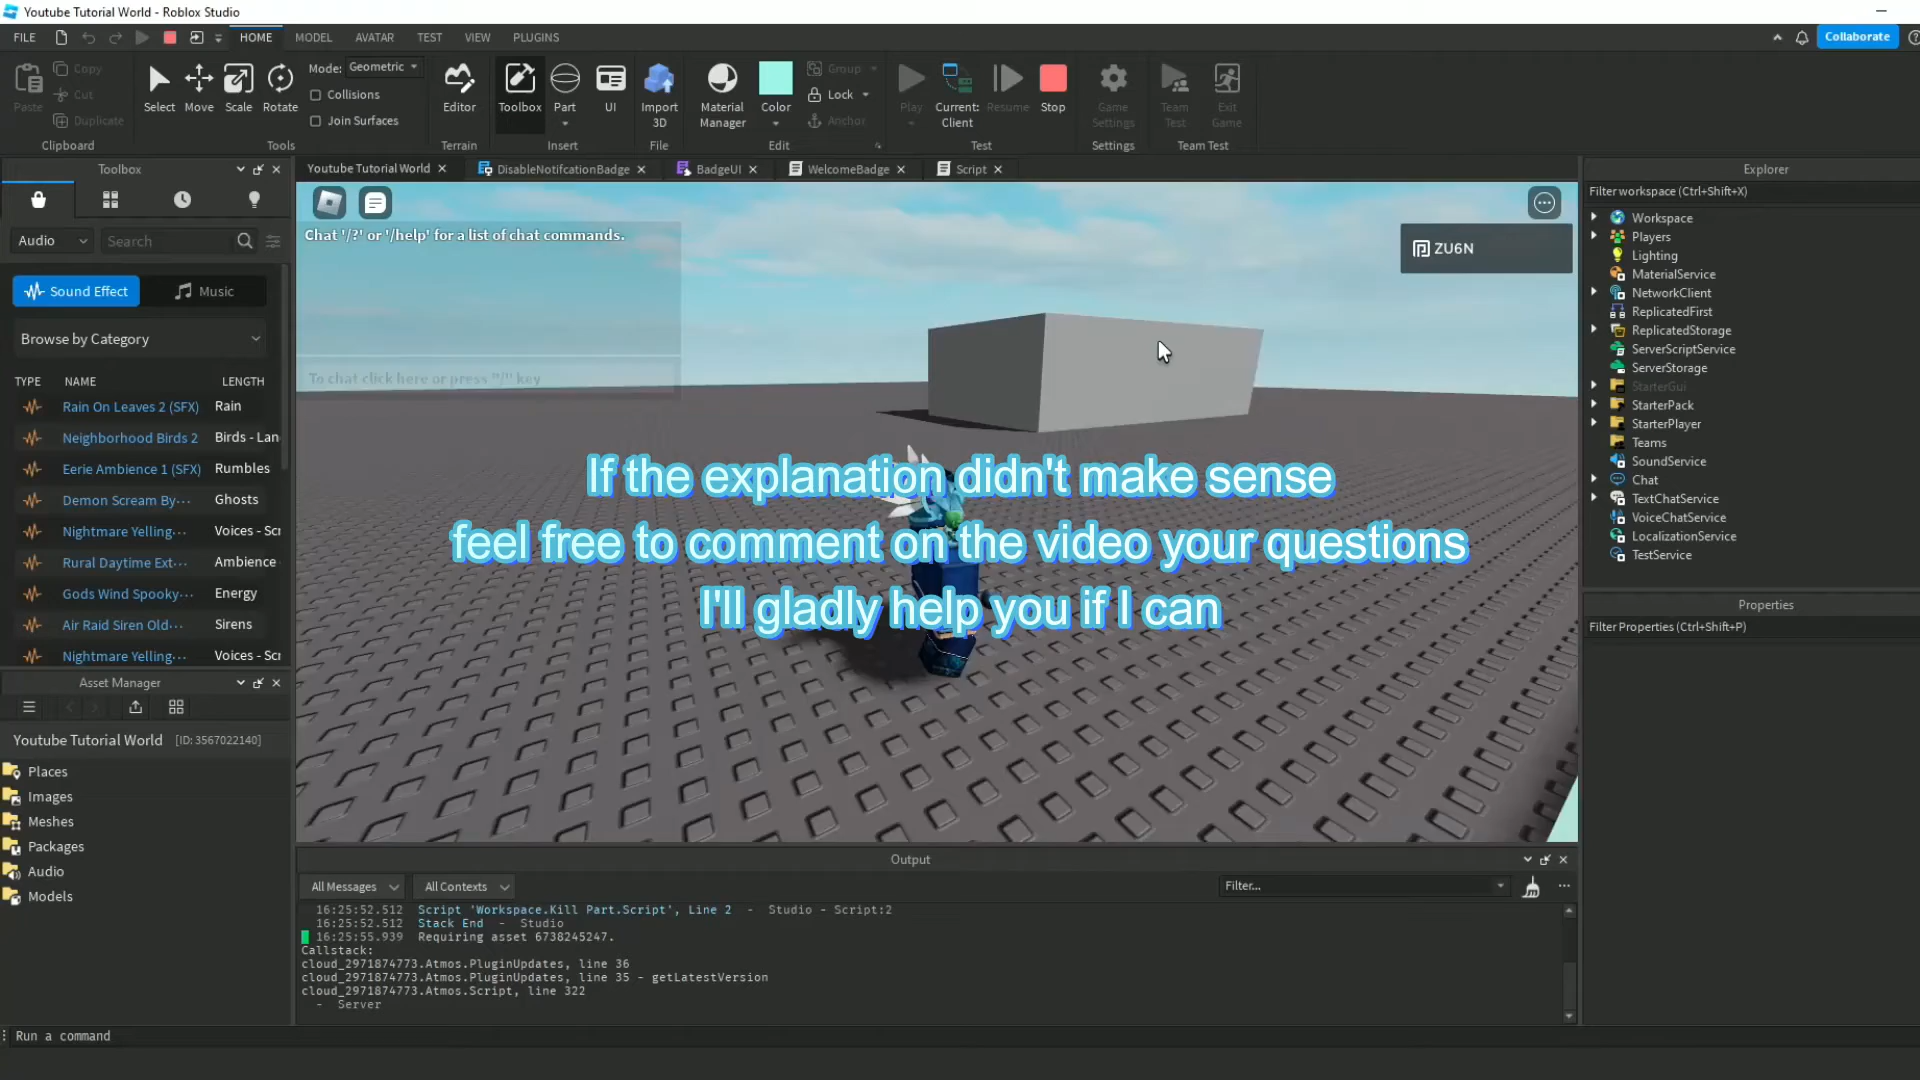 Youtube Tutorial World - Roblox Studio
FILE
HOME
MODEL
AVATAR
TEST
VIEW
PLUGINS
Collaborate
Paste
Copy
Cut
Duplicate
Clipboard
Select
Move
Scale
Rotate
Mode: Geometric
Collisions
Join Surfaces
Tools
Editor
Terrain
Toolbox
Part
UI
Insert
Import
3D
File
Material
Manager
Color
Group
Lock
Anchor
Edit
Play
Current:
Client
Resume
Stop
Test
Game
Settings
Settings
Team
Test
Exit
Game
Team Test
Toolbox
Audio
Search
Sound Effect
Music
Browse by Category
TYPE NAME LENGTH
Rain On Leaves 2 (SFX) Rain
Neighborhood Birds 2 Birds - Lan
Eerie Ambience 1 (SFX) Rumbles
Demon Scream By··· Ghosts
Nightmare Yelling··· Voices - Scr
Rural Daytime Ext··· Ambience
Gods Wind Spooky··· Energy
Air Raid Siren Old··· Sirens
Nightmare Yelling··· Voices - Scr
Asset Manager
Youtube Tutorial World [ID: 3567022140]
Places
Images
Meshes
Packages
Audio
Models
Youtube Tutorial World
DisableNotifcationBadge
BadgeUI
WelcomeBadge
Script
Chat '/?' or '/help' for a list of chat commands.
To chat click here or press "/" key
ZU6N
If the explanation didn't make sense
feel free to comment on the video your questions
I'll gladly help you if I can
Output
All Messages
All Contexts
Filter...
16:25:52.512 Script 'Workspace.Kill Part.Script', Line 2 - Studio - Script:2
16:25:52.512 Stack End - Studio
16:25:55.939 Requiring asset 6738245247.
Callstack:
cloud_2971874773.Atmos.PluginUpdates, line 36
cloud_2971874773.Atmos.PluginUpdates, line 35 - getLatestVersion
cloud_2971874773.Atmos.Script, line 322
- Server
Run a command
Explorer
Filter workspace (Ctrl+Shift+X)
Workspace
Players
Lighting
MaterialService
NetworkClient
ReplicatedFirst
ReplicatedStorage
ServerScriptService
ServerStorage
StarterGui
StarterPack
StarterPlayer
Teams
SoundService
Chat
TextChatService
VoiceChatService
LocalizationService
TestService
Properties
Filter Properties (Ctrl+Shift+P)